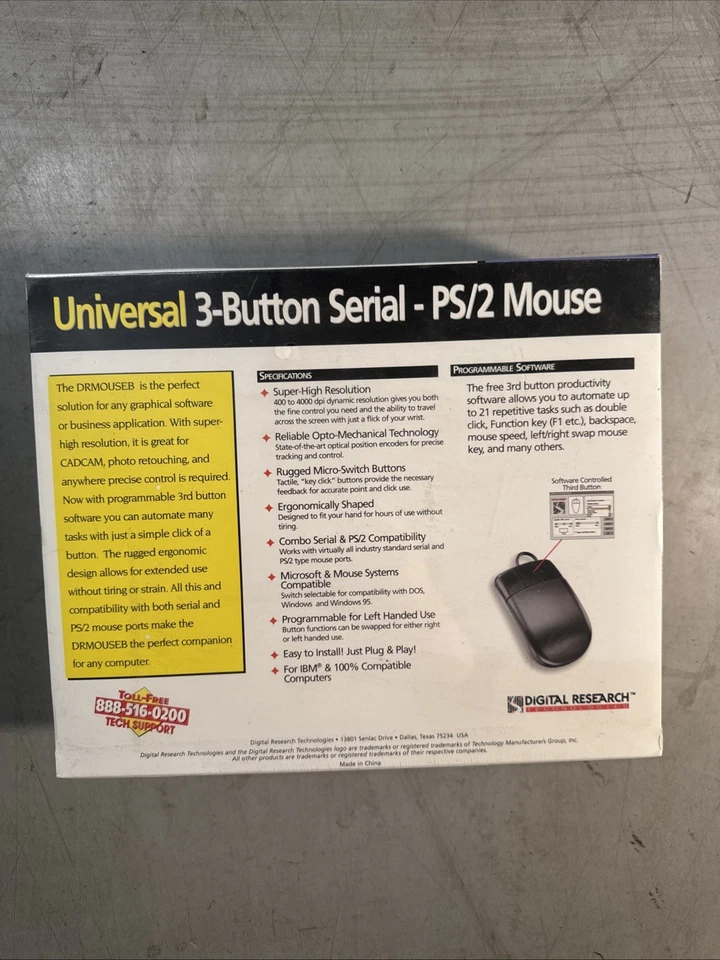 Universal 3-Button Serial - PS/2 Mouse
The DRMOUSEB is the perfect
solution for any graphical software
or business application. With super-
high resolution, it is great for
CADCAM, photo retouching, and
anywhere precise control is required.
Now with programmable 3rd button
software you can automate many
tasks with just a simple click of a
button. The rugged ergonomic
design allows for extended use
without tiring or strain. All this and
compatibility with both serial and
PS/2 mouse ports make the
DRMOUSEB the perfect companion
for any computer.
TOLL-FREE
888-516-0200
TECH SUPPORT
SPECIFICATIONS
Super-High Resolution
400 to 4000 dpi dynamic resolution gives you both
the fine control you need and the ability to travel
across the screen with just a flick of your wrist.
Reliable Opto-Mechanical Technology
State-of-the-art optical position encoders for precise
tracking and control.
Rugged Micro-Switch Buttons
Tactile, "key click" buttons provide the necessary
feedback for accurate point and click use.
Ergonomically Shaped
Designed to fit your hand for hours of use without
tiring.
Combo Serial & PS/2 Compatibility
Works with virtually all industry standard serial and
PS/2 type mouse ports.
Microsoft & Mouse Systems
Compatible
Switch selectable for compatibility with DOS,
Windows and Windows 95.
Programmable for Left Handed Use
Button functions can be swapped for either right
or left handed use.
Easy to Install! Just Plug & Play!
For IBM® & 100% Compatible
Computers
PROGRAMMABLE SOFTWARE
The free 3rd button productivity
software allows you to automate up
to 21 repetitive tasks such as double
click, Function key (F1 etc.), backspace,
mouse speed, left/right swap mouse
key, and many others.
Software Controlled
Third Button
DIGITAL RESEARCH™
TECHNOLOGIES
Digital Research Technologies • 13801 Senlac Drive • Dallas, Texas 75234 USA
Digital Research Technologies and the Digital Research Technologies logo are trademarks or registered trademarks of Technology Manufacturers Group, Inc.
All other products are trademarks or registered trademarks of their respective companies.
Made in China